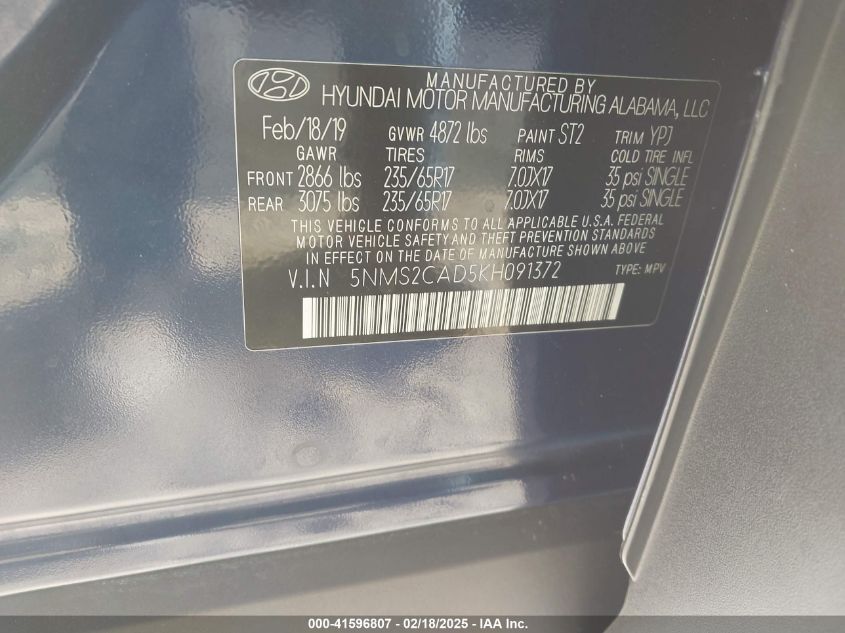 MANUFACTURED BY
HYUNDAI MOTOR MANUFACTURING ALABAMA, LLC
Feb/18/19 GVWR 4872 lbs PAINT ST2 TRIM YPJ
GAWR TIRES RIMS COLD TIRE INFL
FRONT 2866 lbs 235/65R17 7.0JX17 35 psi SINGLE
REAR 3075 lbs 235/65R17 7.0JX17 35 psi SINGLE
THIS VEHICLE CONFORMS TO ALL APPLICABLE U.S.A. FEDERAL
MOTOR VEHICLE SAFETY AND THEFT PREVENTION STANDARDS
IN EFFECT ON THE DATE OF MANUFACTURE SHOWN ABOVE.
V.I.N 5NMS2CAD5KH091372 TYPE: MPV
000-41596807 - 02/18/2025 - IAA Inc.